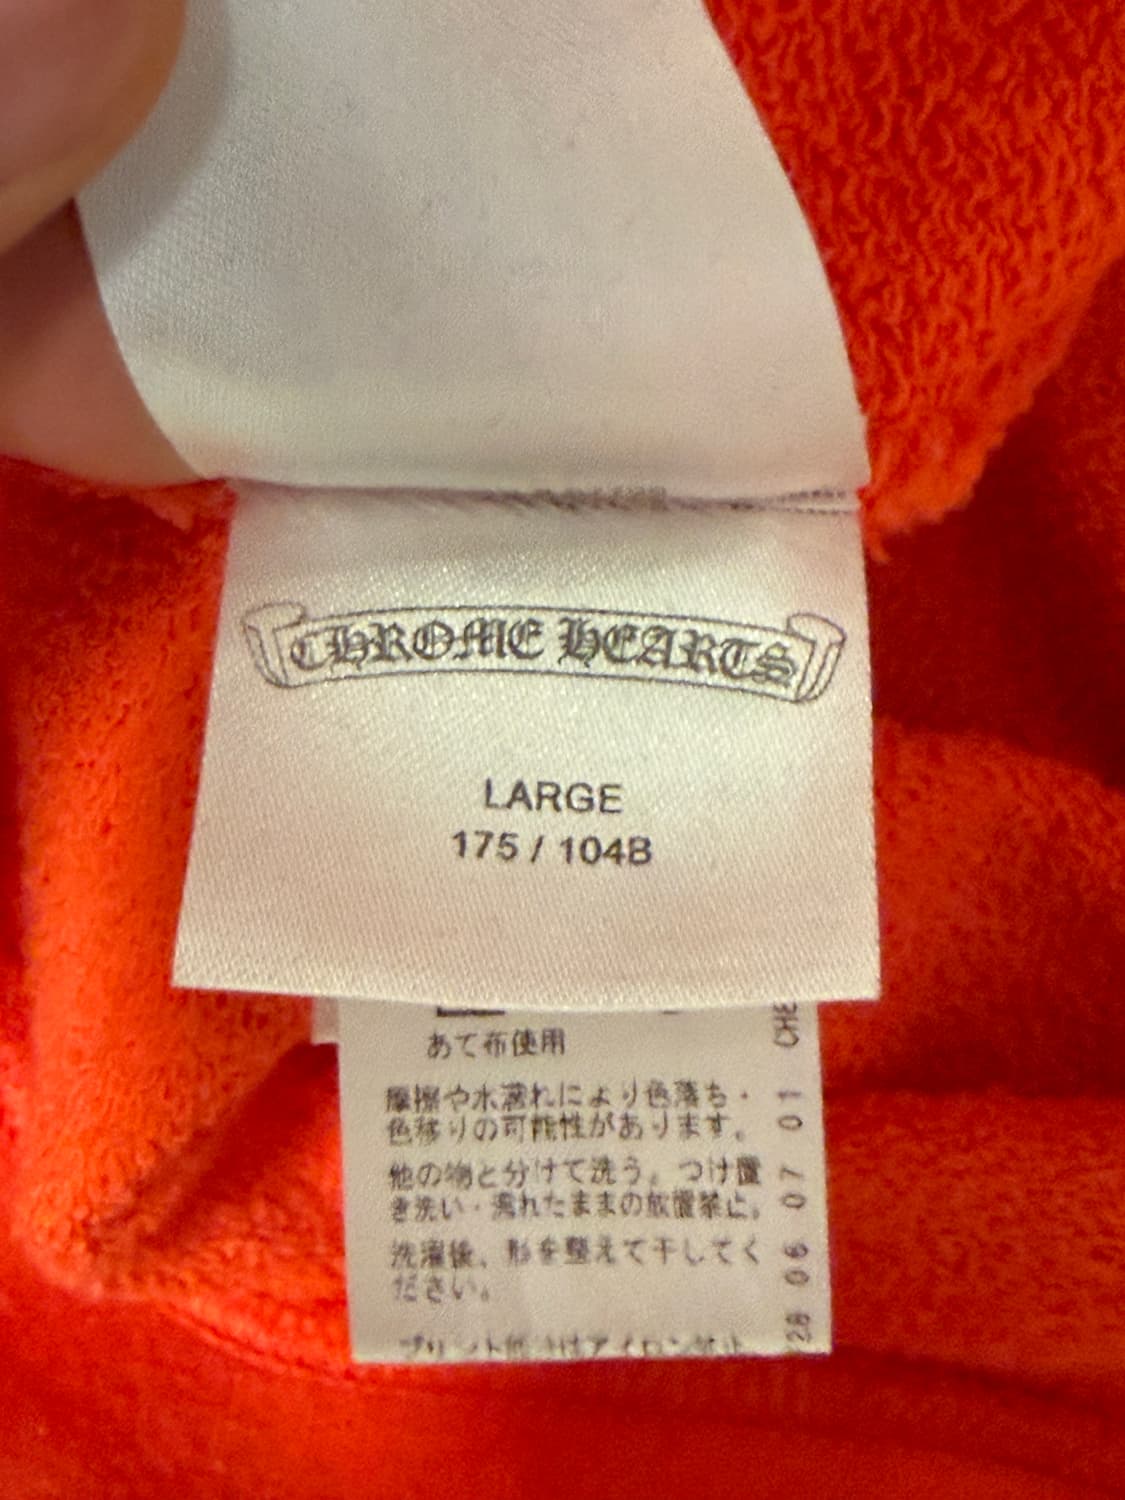 CHROME HEARTS
LARGE
175 / 104B
あて布使用
摩擦や水濡れにより色落ち・
色移りの可能性があります。
他の物と分けて洗う。つけ置
き洗い・濡れたままの放置禁止。
洗濯後、形を整えて干してく
ださい。
28 06 07 01 CHE